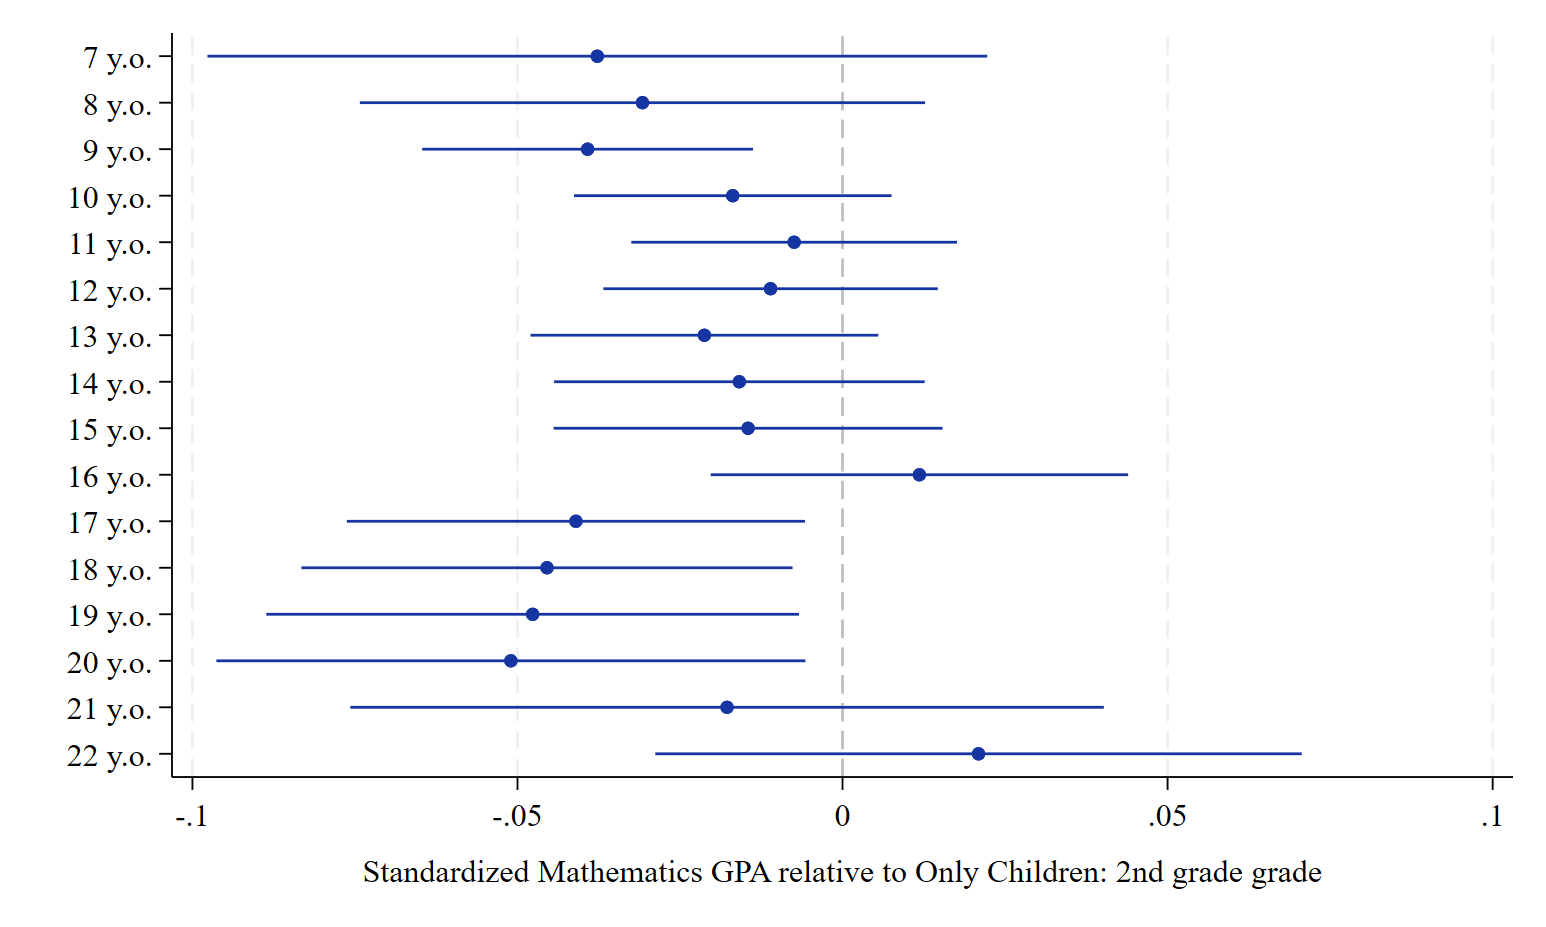 7 y.o.
8 y.o.
9 y.o.
10 y.o.
11 y.o.
12 y.o.
13 y.o.
14 y.o.
15 y.o.
16 y.o.
17 y.o.
18 y.o.
19 y.o.
20 y.o.
21 y.o.
22 y.o.
-.1 -.05 0 .05 .1
Standardized Mathematics GPA relative to Only Children: 2nd grade grade